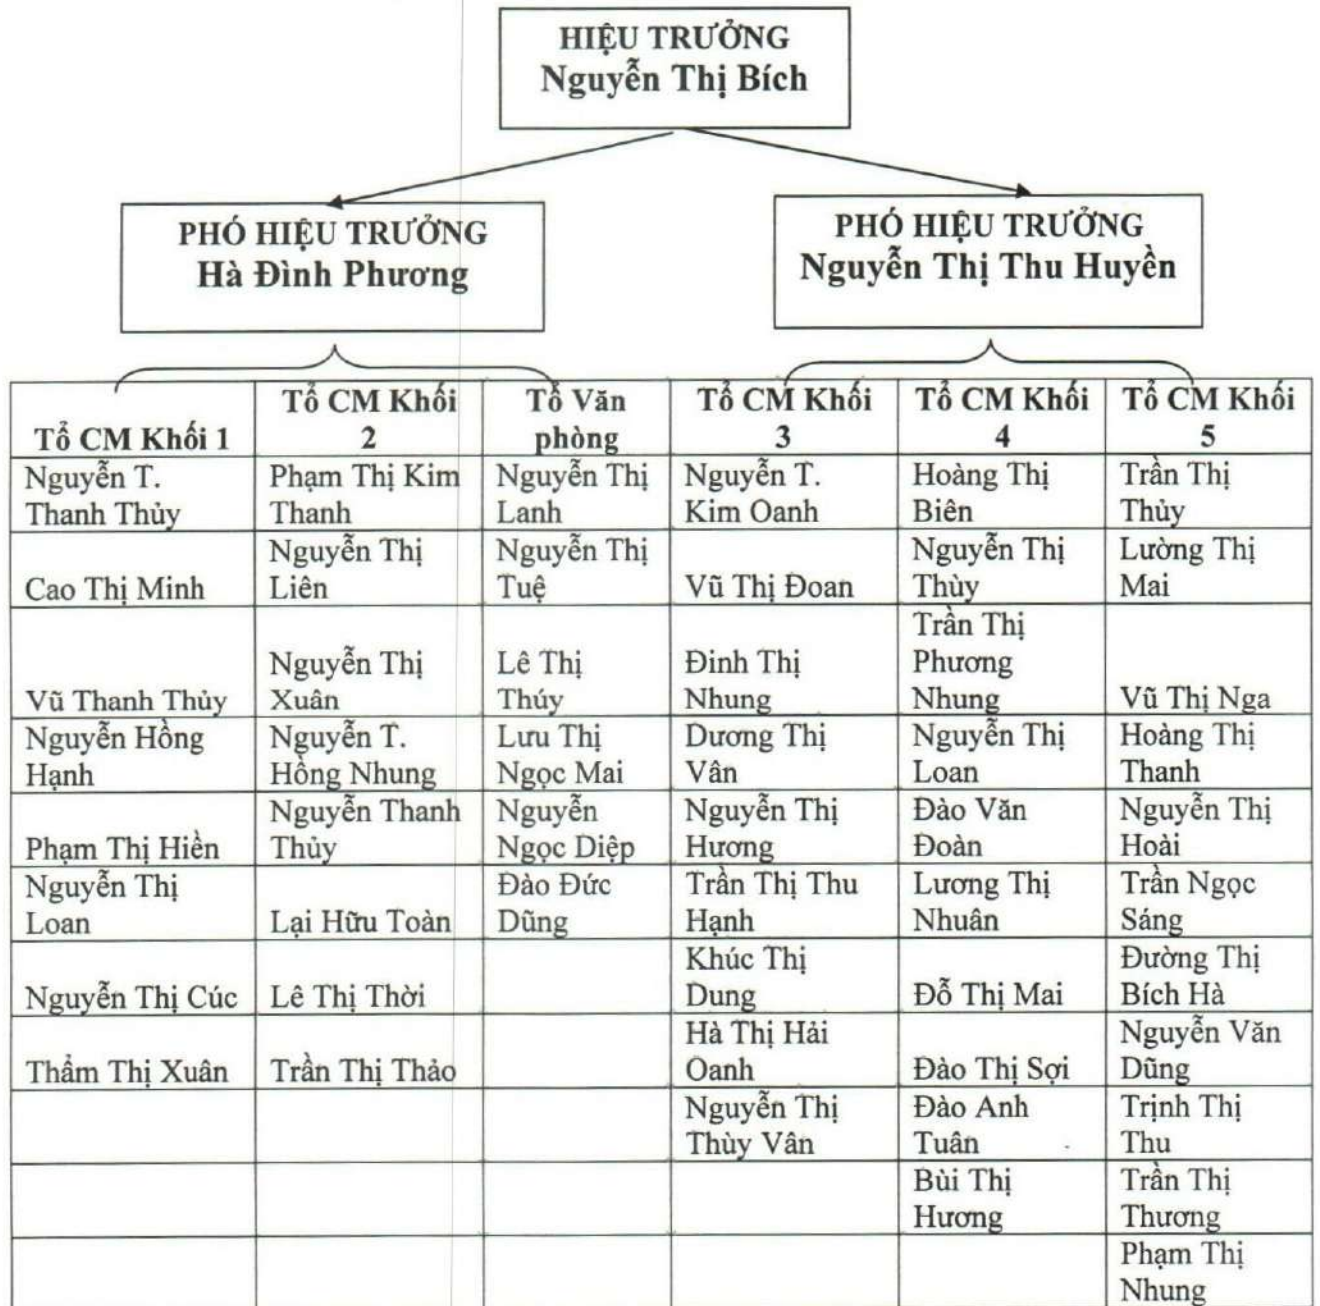 HIỆU TRƯỞNG
Nguyễn Thị Bích
PHÓ HIỆU TRƯỞNG
Hà Đình Phương
PHÓ HIỆU TRƯỞNG
Nguyễn Thị Thu Huyền
Tổ CM Khối 1
Tổ CM Khối
2
Tổ Văn
phòng
Tổ CM Khối
3
Tổ CM Khối
4
Tổ CM Khối
5
Nguyễn T.
Thanh Thủy
Phạm Thị Kim
Thanh
Nguyễn Thị
Lanh
Nguyễn T.
Kim Oanh
Hoàng Thị
Biên
Trần Thị
Thủy
Cao Thị Minh
Nguyễn Thị
Liên
Nguyễn Thị
Tuệ
Vũ Thị Đoan
Nguyễn Thị
Thùy
Lường Thị
Mai
Vũ Thanh Thủy
Nguyễn Thị
Xuân
Lê Thị
Thúy
Đinh Thị
Nhung
Trần Thị
Phương
Nhung
Vũ Thị Nga
Nguyễn Hồng
Hạnh
Nguyễn T.
Hồng Nhung
Lưu Thị
Ngọc Mai
Dương Thị
Vân
Nguyễn Thị
Loan
Hoàng Thị
Thanh
Phạm Thị Hiền
Nguyễn Thanh
Thủy
Nguyễn
Ngọc Diệp
Nguyễn Thị
Hương
Đào Văn
Đoàn
Nguyễn Thị
Hoài
Nguyễn Thị
Loan
Lại Hữu Toàn
Đào Đức
Dũng
Trần Thị Thu
Hạnh
Lương Thị
Nhuân
Trần Ngọc
Sáng
Nguyễn Thị Cúc
Lê Thị Thời
Khúc Thị
Dung
Đỗ Thị Mai
Đường Thị
Bích Hà
Thẩm Thị Xuân
Trần Thị Thảo
Hà Thị Hải
Oanh
Đào Thị Sợi
Nguyễn Văn
Dũng
Nguyễn Thị
Thùy Vân
Đào Anh
Tuân
Trịnh Thị
Thu
Bùi Thị
Hương
Trần Thị
Thương
Phạm Thị
Nhung